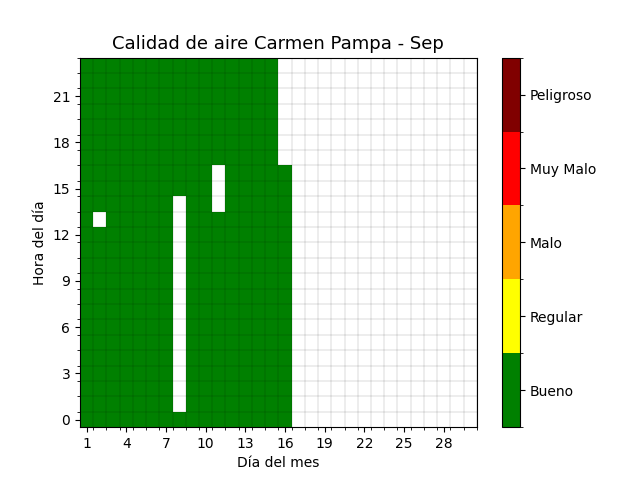 Calidad de aire Carmen Pampa - Sep
Hora del día
21
18
15
12
9
6
3
0
1 4 7 10 13 16 19 22 25 28
Día del mes
Peligroso
Muy Malo
Malo
Regular
Bueno